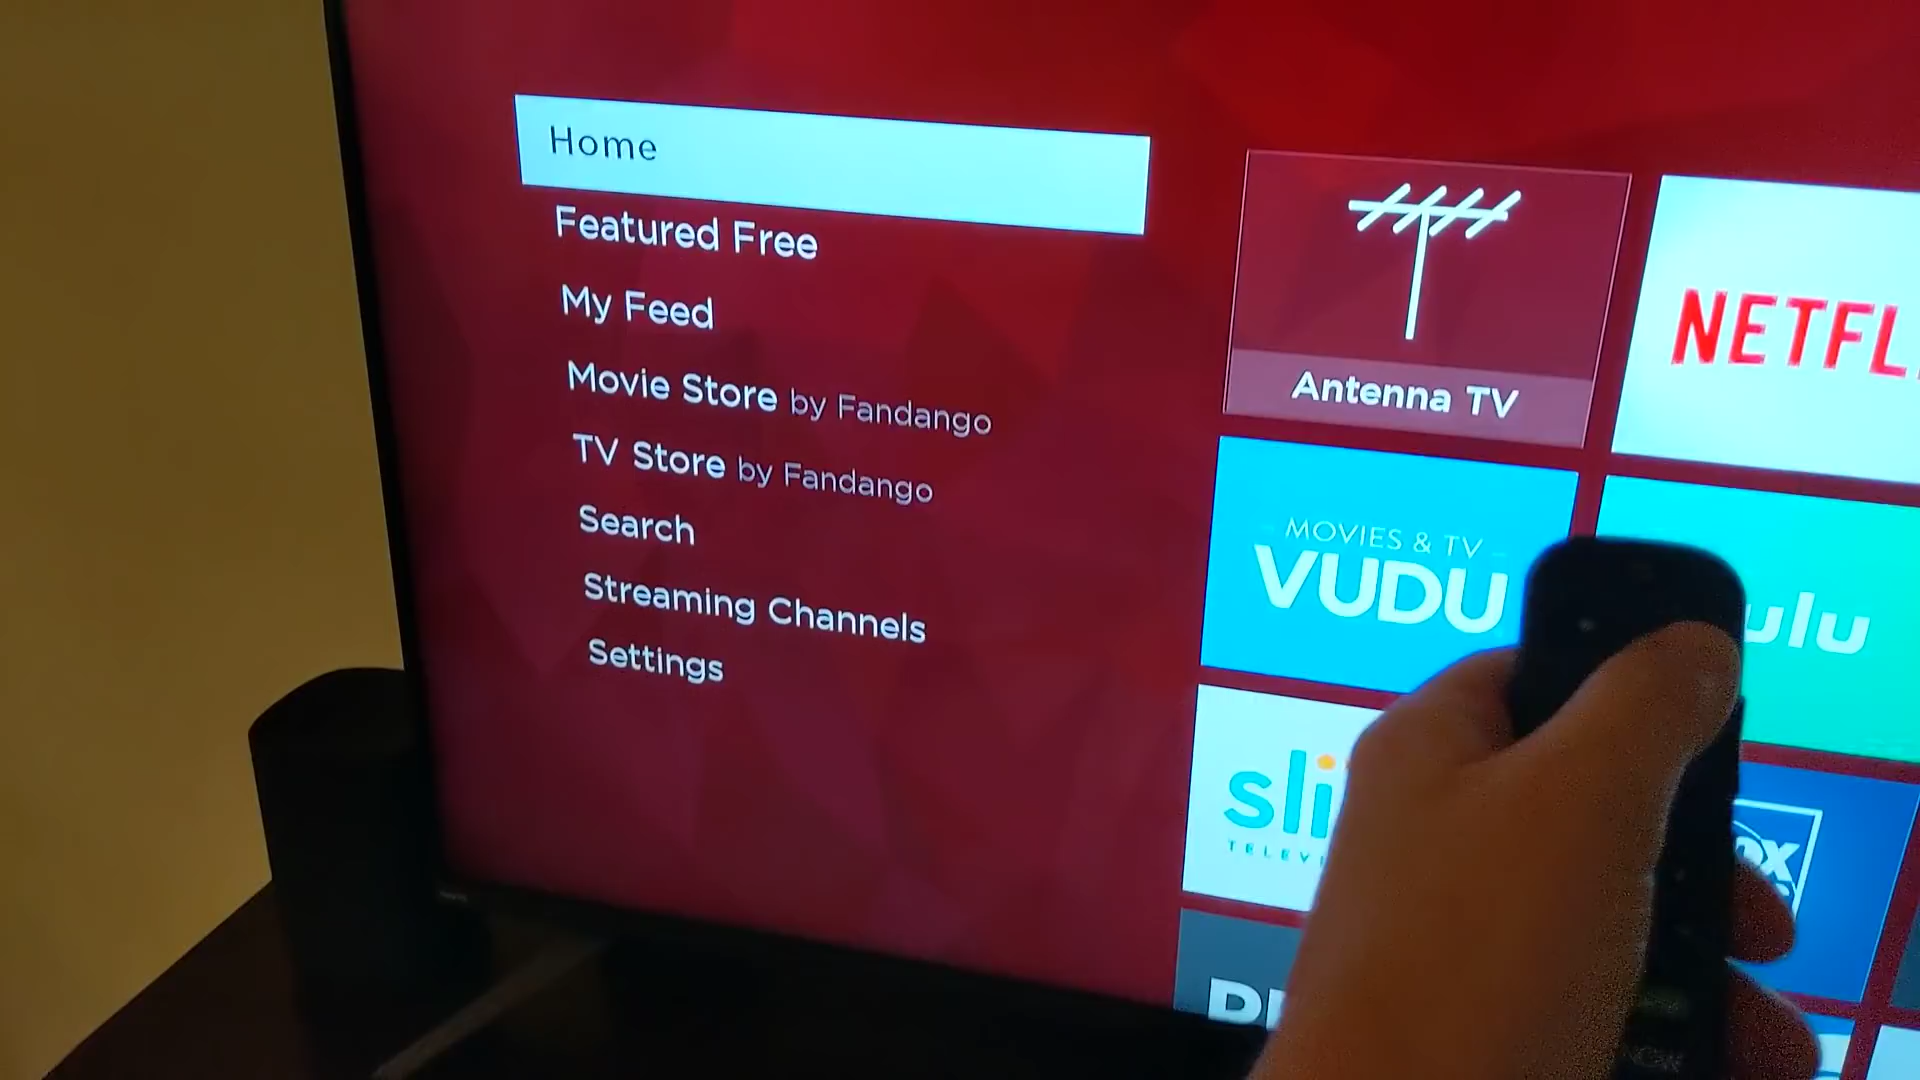 Home
Featured Free
My Feed
Movie Store by Fandango
TV Store by Fandango
Search
Streaming Channels
Settings
Antenna TV
NETFL
MOVIES & TV
VUDU
ulu
sli
TELEVI